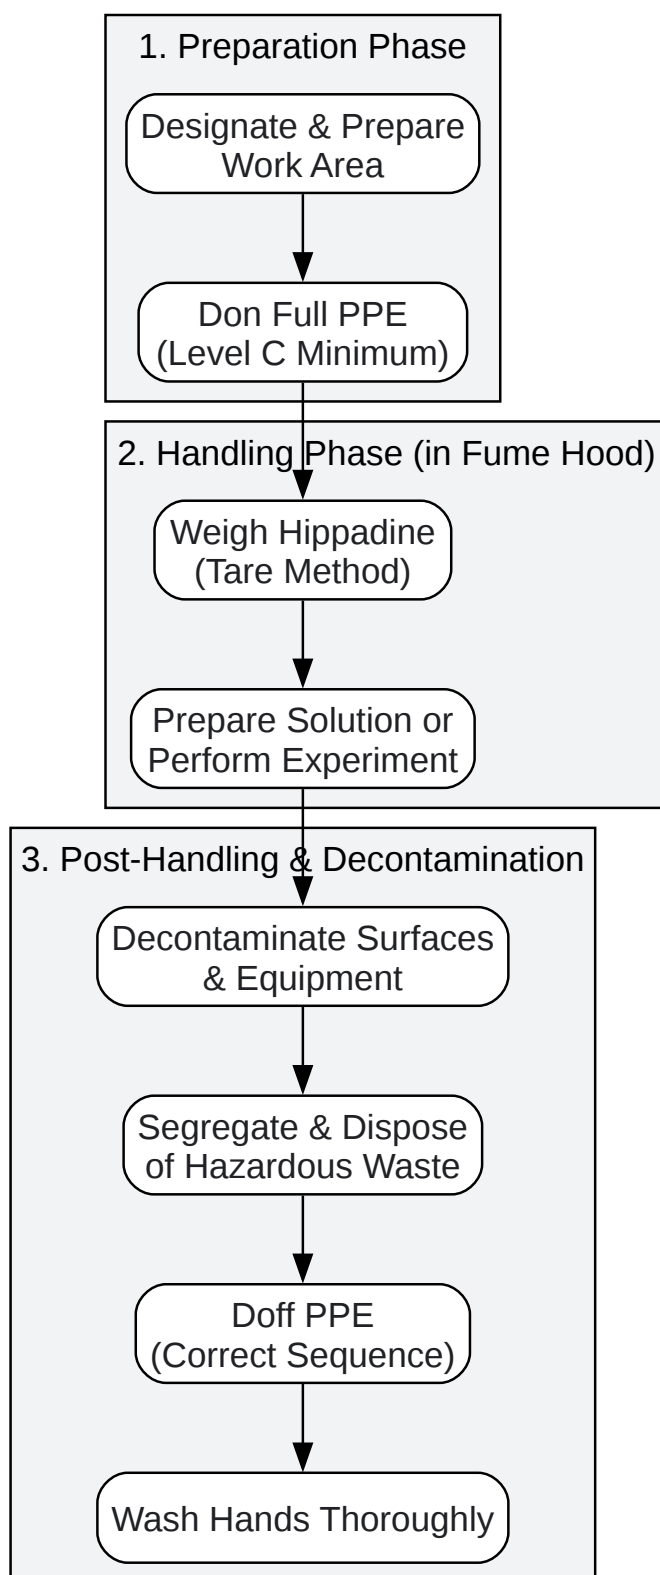 1. Preparation Phase
Designate & Prepare
Work Area
Don Full PPE
(Level C Minimum)
2. Handling Phase (in Fume Hood)
Weigh Hippadine
(Tare Method)
Prepare Solution or
Perform Experiment
3. Post-Handling & Decontamination
Decontaminate Surfaces
& Equipment
Segregate & Dispose
of Hazardous Waste
Doff PPE
(Correct Sequence)
Wash Hands Thoroughly